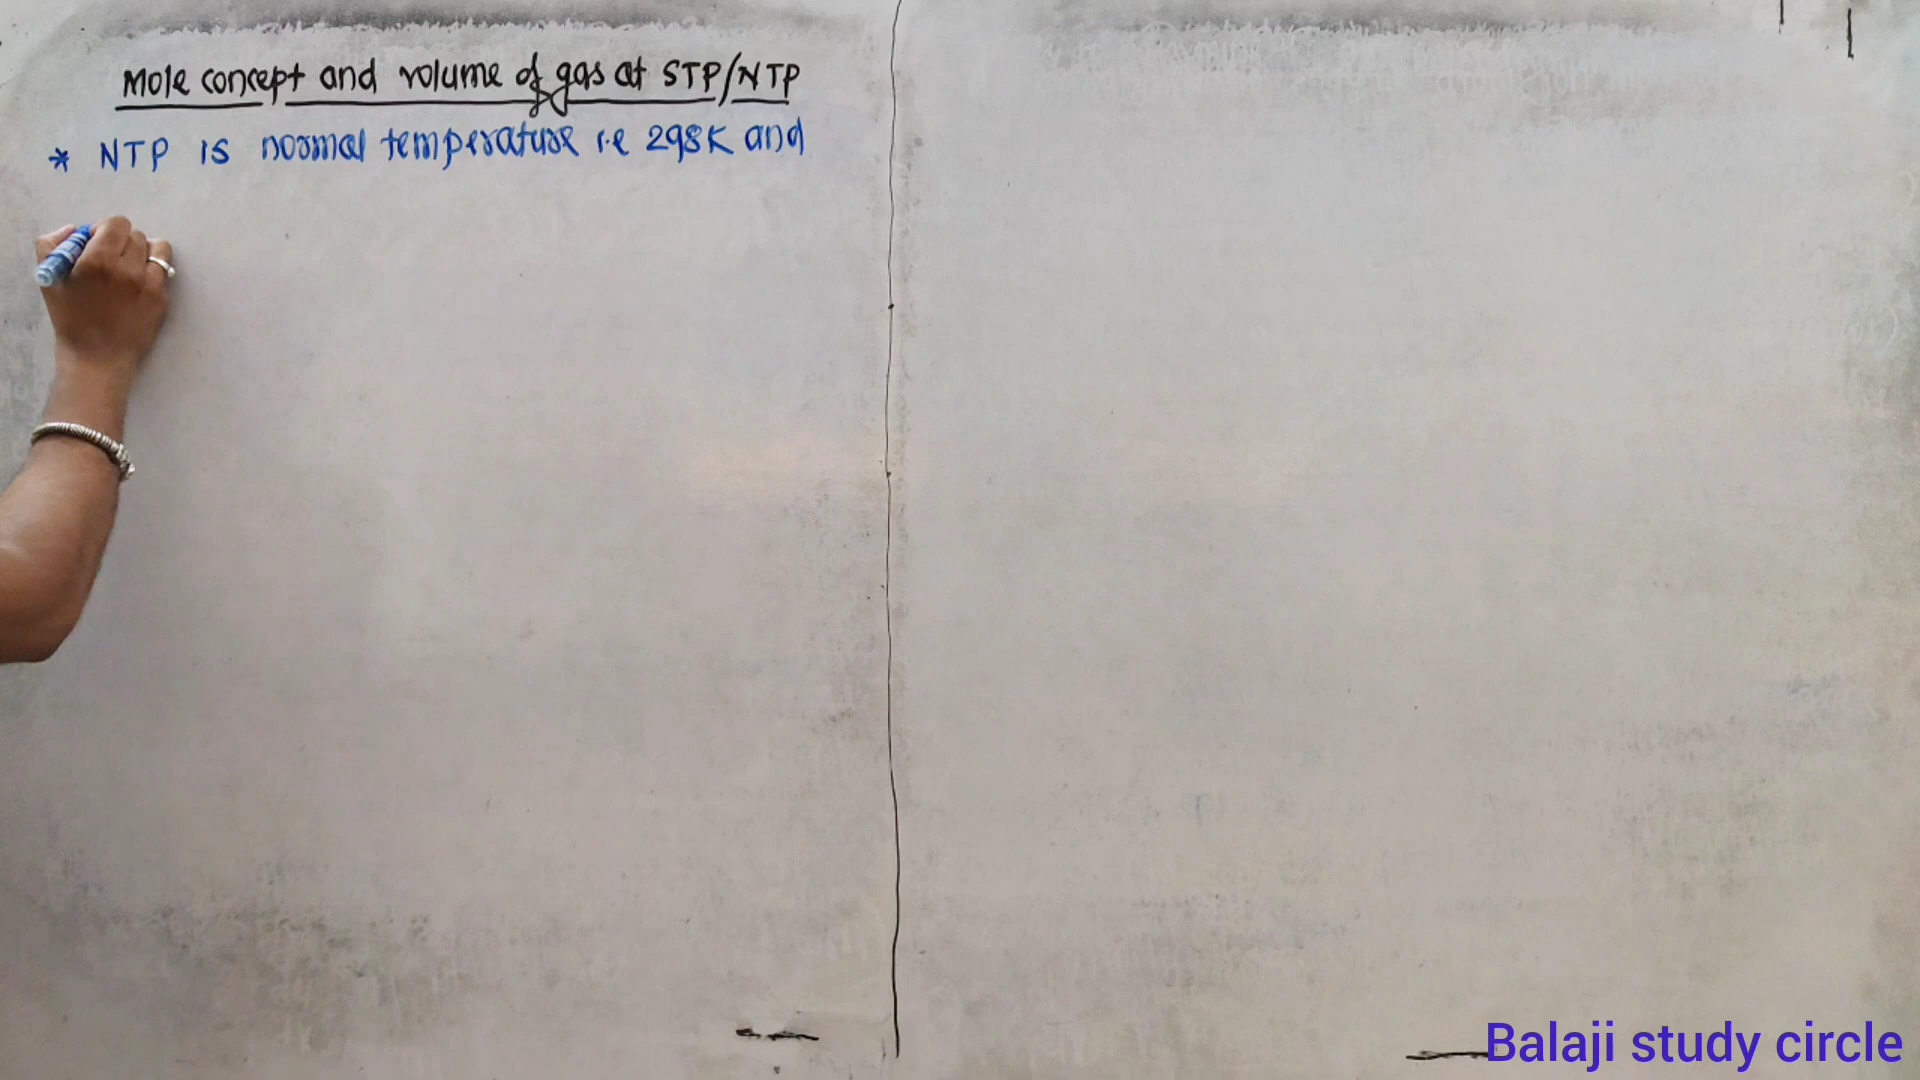 Mole concept and volume of gas at STP/NTP
* NTP is normal temperature i.e 298K and
Balaji study circle